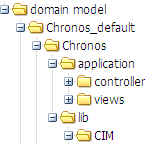 domain model
Chronos_default
Chronos
application
controller
views
lib
CIM